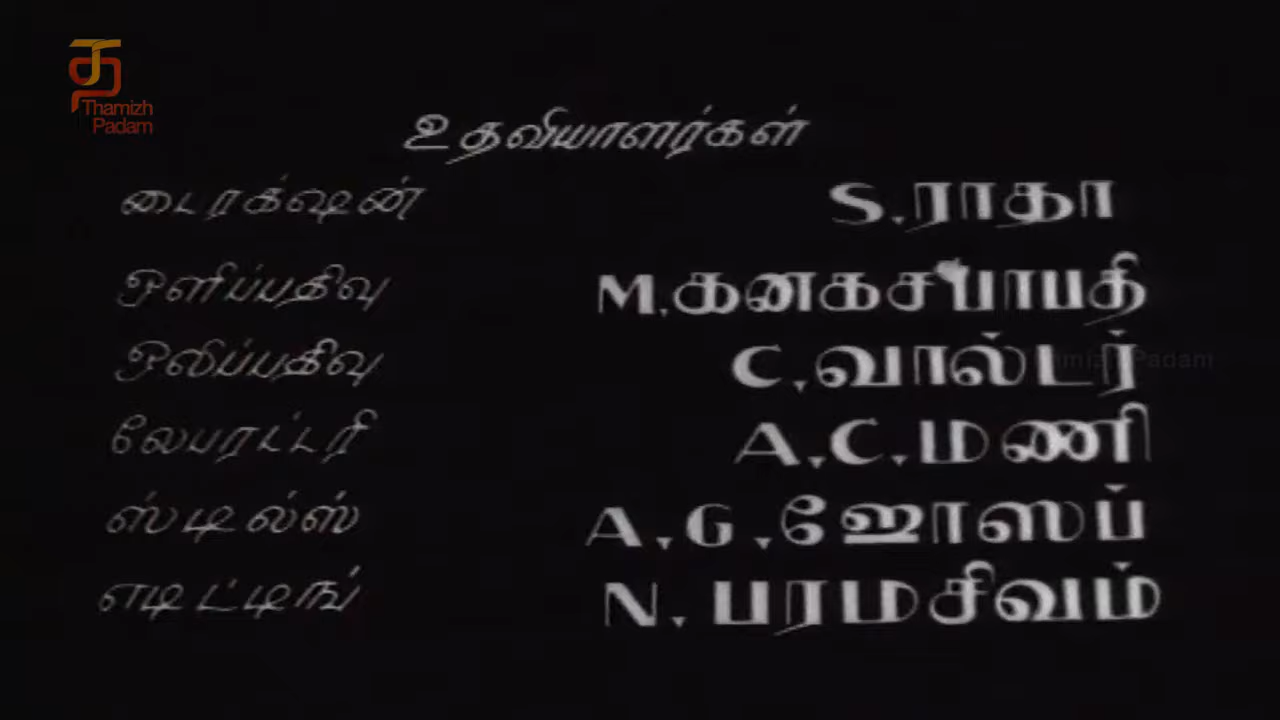 த
Thamizh
Padam
உதவியாளர்கள்
டைரக்ஷன் S.ராதா
ஒளிப்பதிவு M.கனகசபாபதி
ஒலிப்பதிவு C.வால்டர்
லேபரட்டரி A.C.மணி
ஸ்டில்ஸ் A.G.ஜோஸப்
எடிட்டிங் N.பரமசிவம்